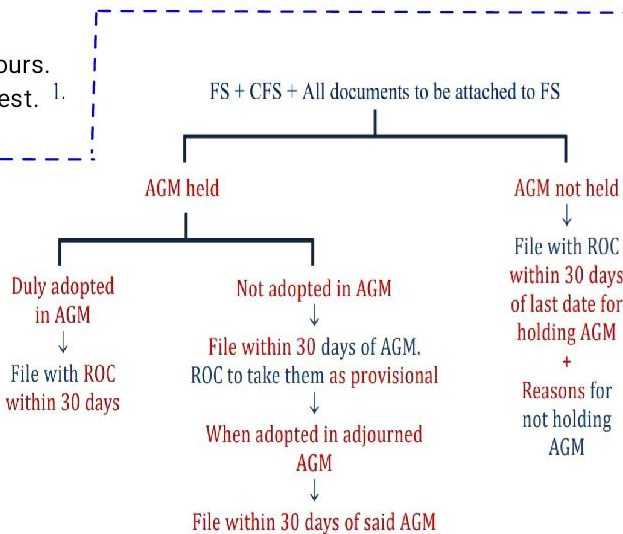 ours.
est.
1.
FS + CFS + All documents to be attached to FS
AGM held
Duly adopted
in AGM
↓
File with ROC
within 30 days
Not adopted in AGM
↓
File within 30 days of AGM.
ROC to take them as provisional
↓
When adopted in adjourned
AGM
↓
File within 30 days of said AGM
AGM not held
↓
File with ROC
within 30 days
of last date for
holding AGM
+
Reasons for
not holding
AGM